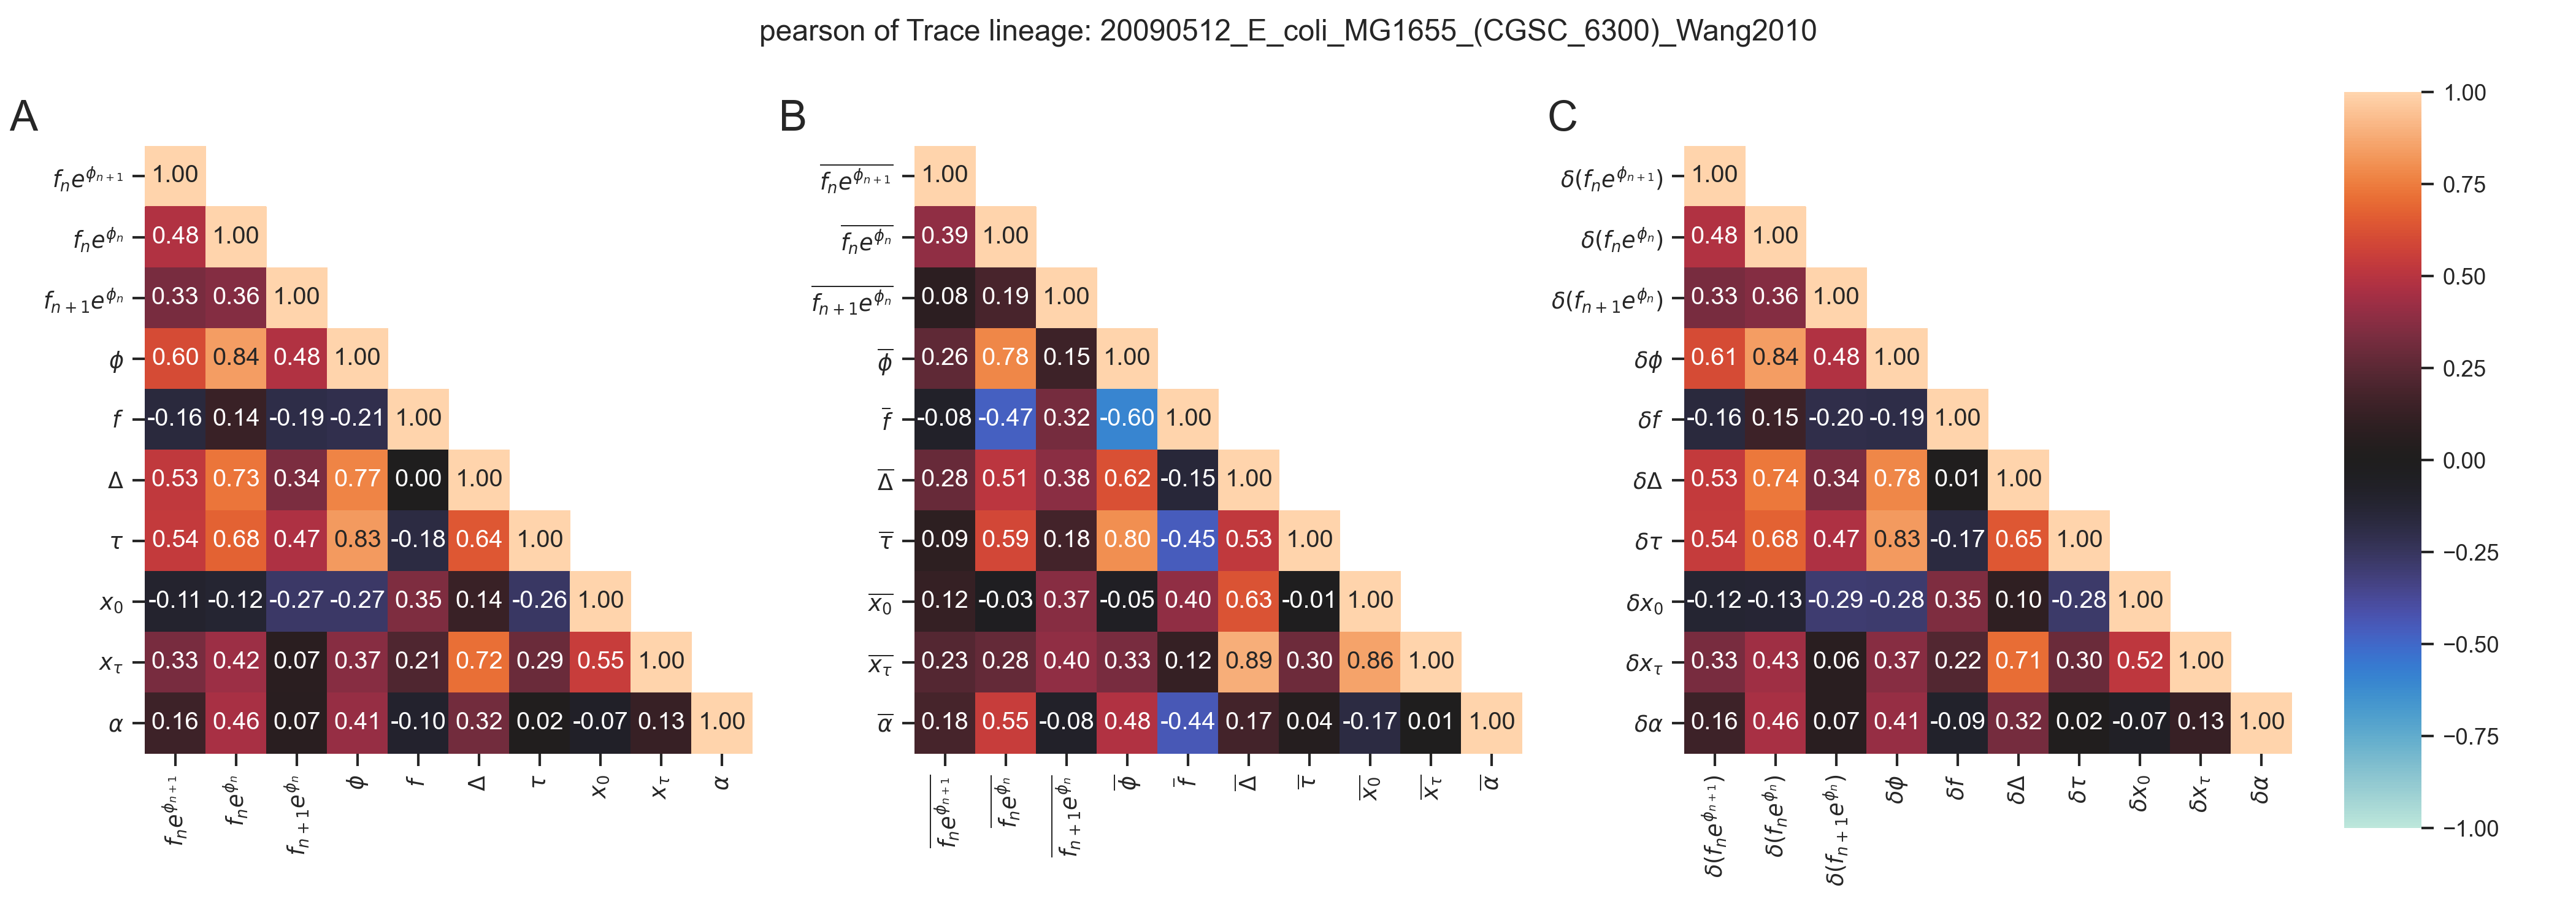 pearson of Trace lineage: 20090512_E_coli_MG1655_(CGSC_6300)_Wang2010
A
f_n e^{ϕ_{n+1}} 1.00
f_n e^{ϕ_n} 0.48 1.00
f_{n+1} e^{ϕ_n} 0.33 0.36 1.00
ϕ 0.60 0.84 0.48 1.00
f -0.16 0.14 -0.19 -0.21 1.00
Δ 0.53 0.73 0.34 0.77 0.00 1.00
τ 0.54 0.68 0.47 0.83 -0.18 0.64 1.00
x_0 -0.11 -0.12 -0.27 -0.27 0.35 0.14 -0.26 1.00
x_τ 0.33 0.42 0.07 0.37 0.21 0.72 0.29 0.55 1.00
α 0.16 0.46 0.07 0.41 -0.10 0.32 0.02 -0.07 0.13 1.00
f_n e^{ϕ_{n+1}} f_n e^{ϕ_n} f_{n+1} e^{ϕ_n} ϕ f Δ τ x_0 x_τ α
B
\overline{f_n e^{ϕ_{n+1}}} 1.00
\overline{f_n e^{ϕ_n}} 0.39 1.00
\overline{f_{n+1} e^{ϕ_n}} 0.08 0.19 1.00
\overline{ϕ} 0.26 0.78 0.15 1.00
\overline{f} -0.08 -0.47 0.32 -0.60 1.00
\overline{Δ} 0.28 0.51 0.38 0.62 -0.15 1.00
\overline{τ} 0.09 0.59 0.18 0.80 -0.45 0.53 1.00
\overline{x_0} 0.12 -0.03 0.37 -0.05 0.40 0.63 -0.01 1.00
\overline{x_τ} 0.23 0.28 0.40 0.33 0.12 0.89 0.30 0.86 1.00
\overline{α} 0.18 0.55 -0.08 0.48 -0.44 0.17 0.04 -0.17 0.01 1.00
\overline{f_n e^{ϕ_{n+1}}} \overline{f_n e^{ϕ_n}} \overline{f_{n+1} e^{ϕ_n}} \overline{ϕ} \overline{f} \overline{Δ} \overline{τ} \overline{x_0} \overline{x_τ} \overline{α}
C
δ(f_n e^{ϕ_{n+1}}) 1.00
δ(f_n e^{ϕ_n}) 0.48 1.00
δ(f_{n+1} e^{ϕ_n}) 0.33 0.36 1.00
δϕ 0.61 0.84 0.48 1.00
δf -0.16 0.15 -0.20 -0.19 1.00
δΔ 0.53 0.74 0.34 0.78 0.01 1.00
δτ 0.54 0.68 0.47 0.83 -0.17 0.65 1.00
δx_0 -0.12 -0.13 -0.29 -0.28 0.35 0.10 -0.28 1.00
δx_τ 0.33 0.43 0.06 0.37 0.22 0.71 0.30 0.52 1.00
δα 0.16 0.46 0.07 0.41 -0.09 0.32 0.02 -0.07 0.13 1.00
δ(f_n e^{ϕ_{n+1}}) δ(f_n e^{ϕ_n}) δ(f_{n+1} e^{ϕ_n}) δϕ δf δΔ δτ δx_0 δx_τ δα
1.00
0.75
0.50
0.25
0.00
−0.25
−0.50
−0.75
−1.00